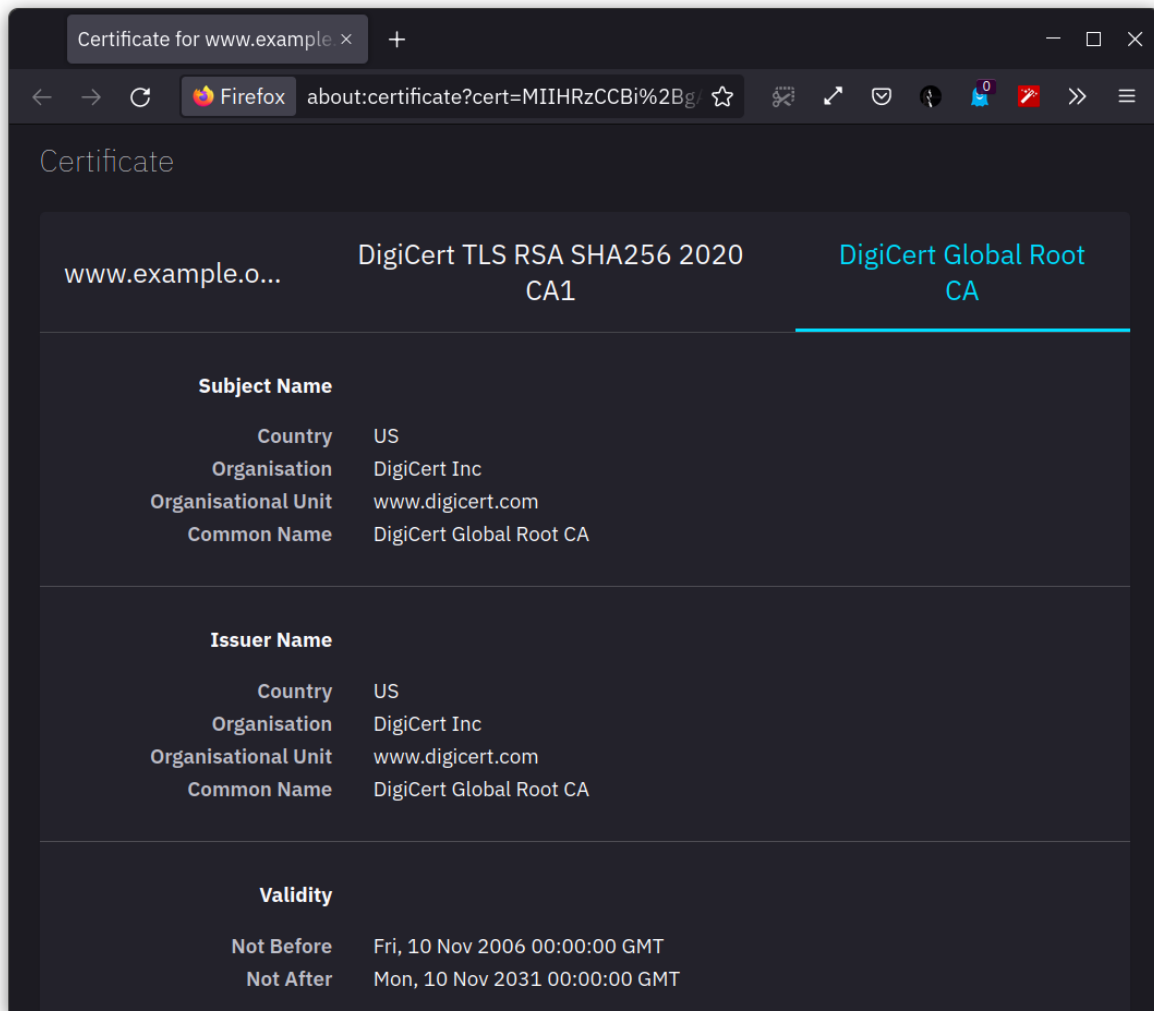 Certificate for www.example.
Firefox about:certificate?cert=MIIHRzCCBi%2Bg
0
Certificate
www.example.o...
DigiCert TLS RSA SHA256 2020
CA1
DigiCert Global Root
CA
Subject Name
Country US
Organisation DigiCert Inc
Organisational Unit www.digicert.com
Common Name DigiCert Global Root CA
Issuer Name
Country US
Organisation DigiCert Inc
Organisational Unit www.digicert.com
Common Name DigiCert Global Root CA
Validity
Not Before Fri, 10 Nov 2006 00:00:00 GMT
Not After Mon, 10 Nov 2031 00:00:00 GMT